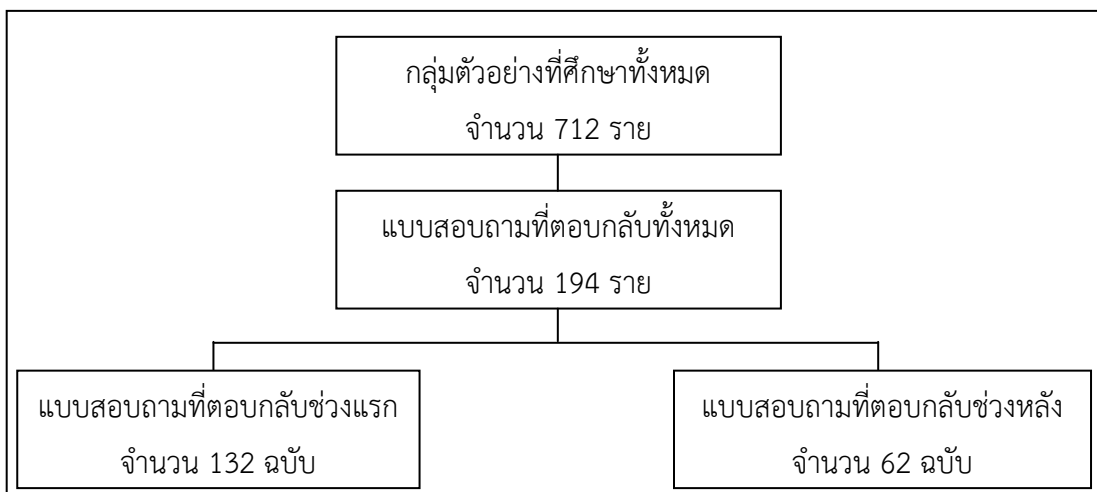 กลุ่มตัวอย่างที่ศึกษาทั้งหมด
จำนวน 712 ราย
แบบสอบถามที่ตอบกลับทั้งหมด
จำนวน 194 ราย
แบบสอบถามที่ตอบกลับช่วงแรก
จำนวน 132 ฉบับ
แบบสอบถามที่ตอบกลับช่วงหลัง
จำนวน 62 ฉบับ